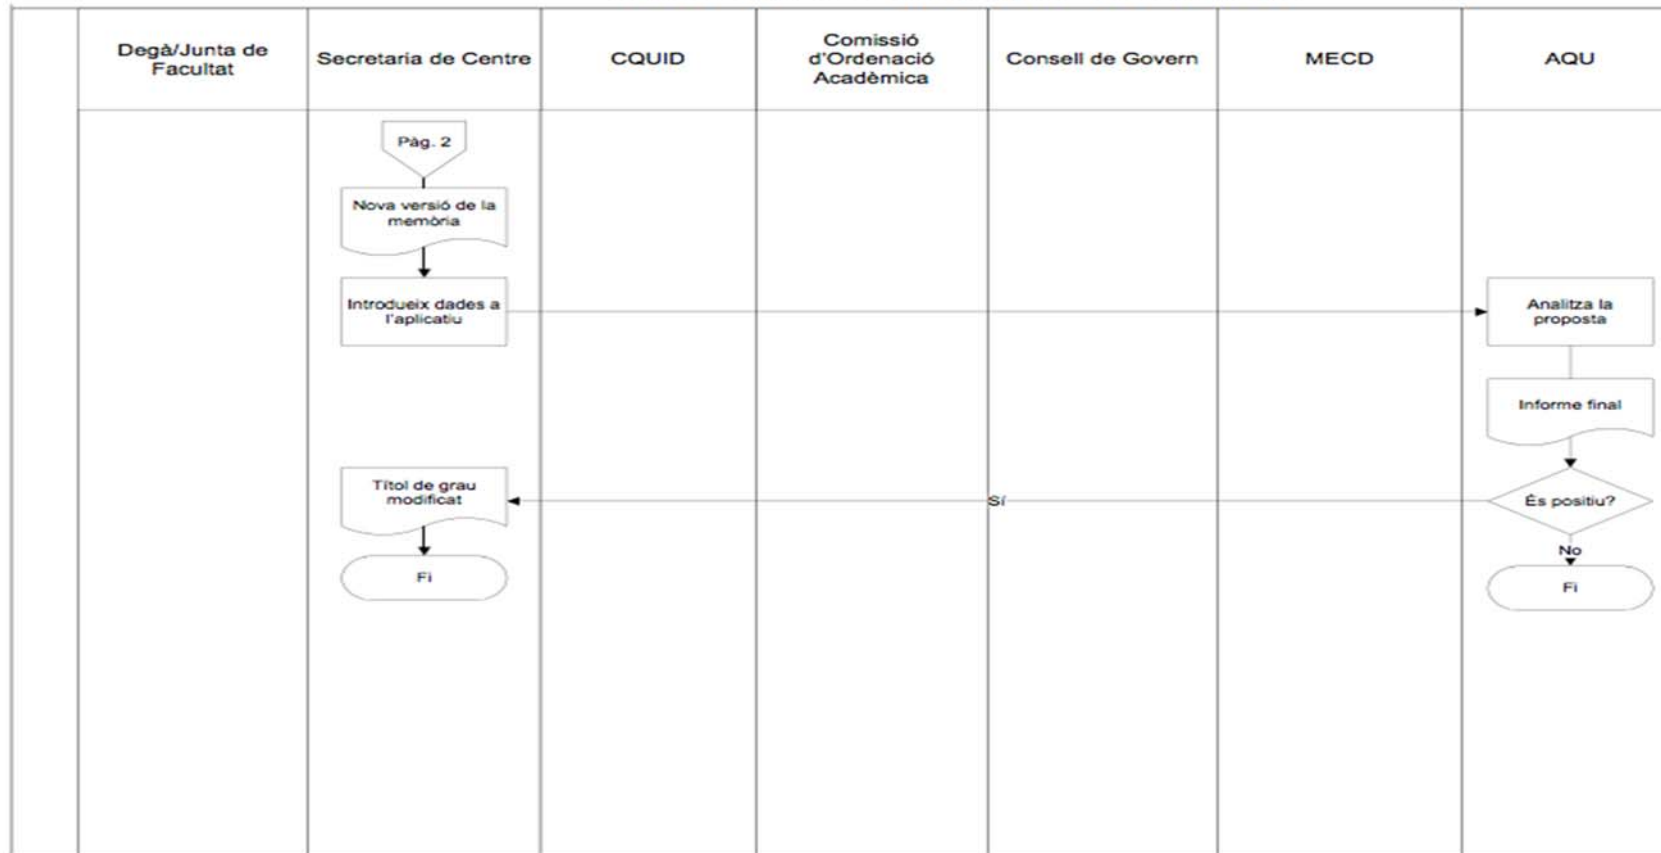 Degà/Junta de
Facultat
Secretaria de Centre
CQUID
Comissió
d'Ordenació
Acadèmica
Consell de Govern
MECD
AQU
Pàg. 2
Nova versió de la
memòria
Introdueix dades a
l'aplicatiu
Analitza la
proposta
Informe final
Títol de grau
modificat
Sí
És positiu?
No
Fi
Fi